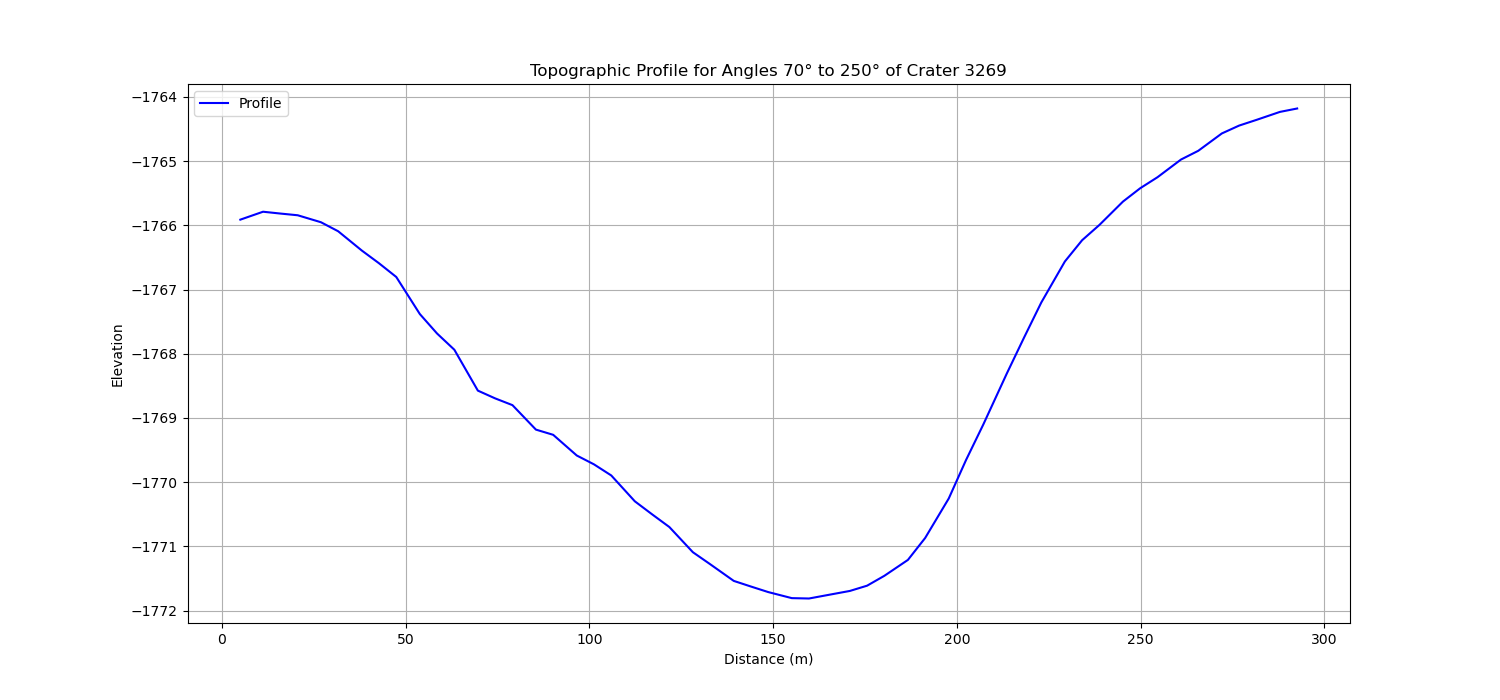 Topographic Profile for Angles 70° to 250° of Crater 3269
Profile
−1764
−1765
−1766
−1767
−1768
−1769
−1770
−1771
−1772
Elevation
0 50 100 150 200 250 300
Distance (m)